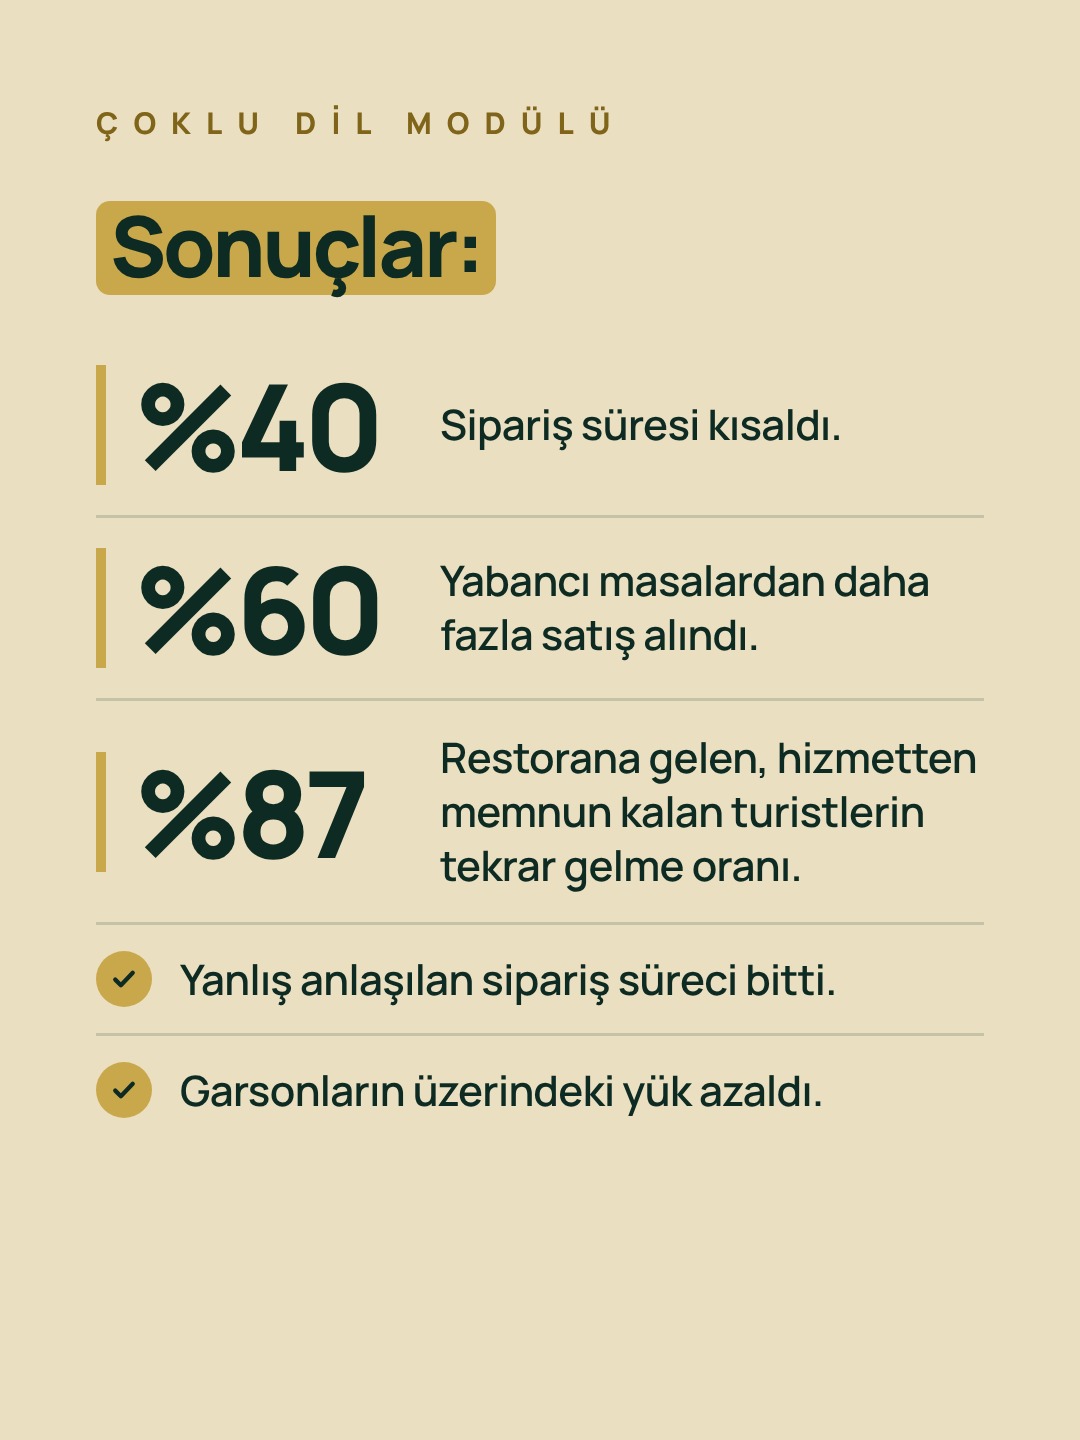 ÇOKLU DİL MODÜLÜ
Sonuçlar:
%40
Sipariş süresi kısaldı.
%60
Yabancı masalardan daha
fazla satış alındı.
%87
Restorana gelen, hizmetten
memnun kalan turistlerin
tekrar gelme oranı.
Yanlış anlaşılan sipariş süreci bitti.
Garsonların üzerindeki yük azaldı.